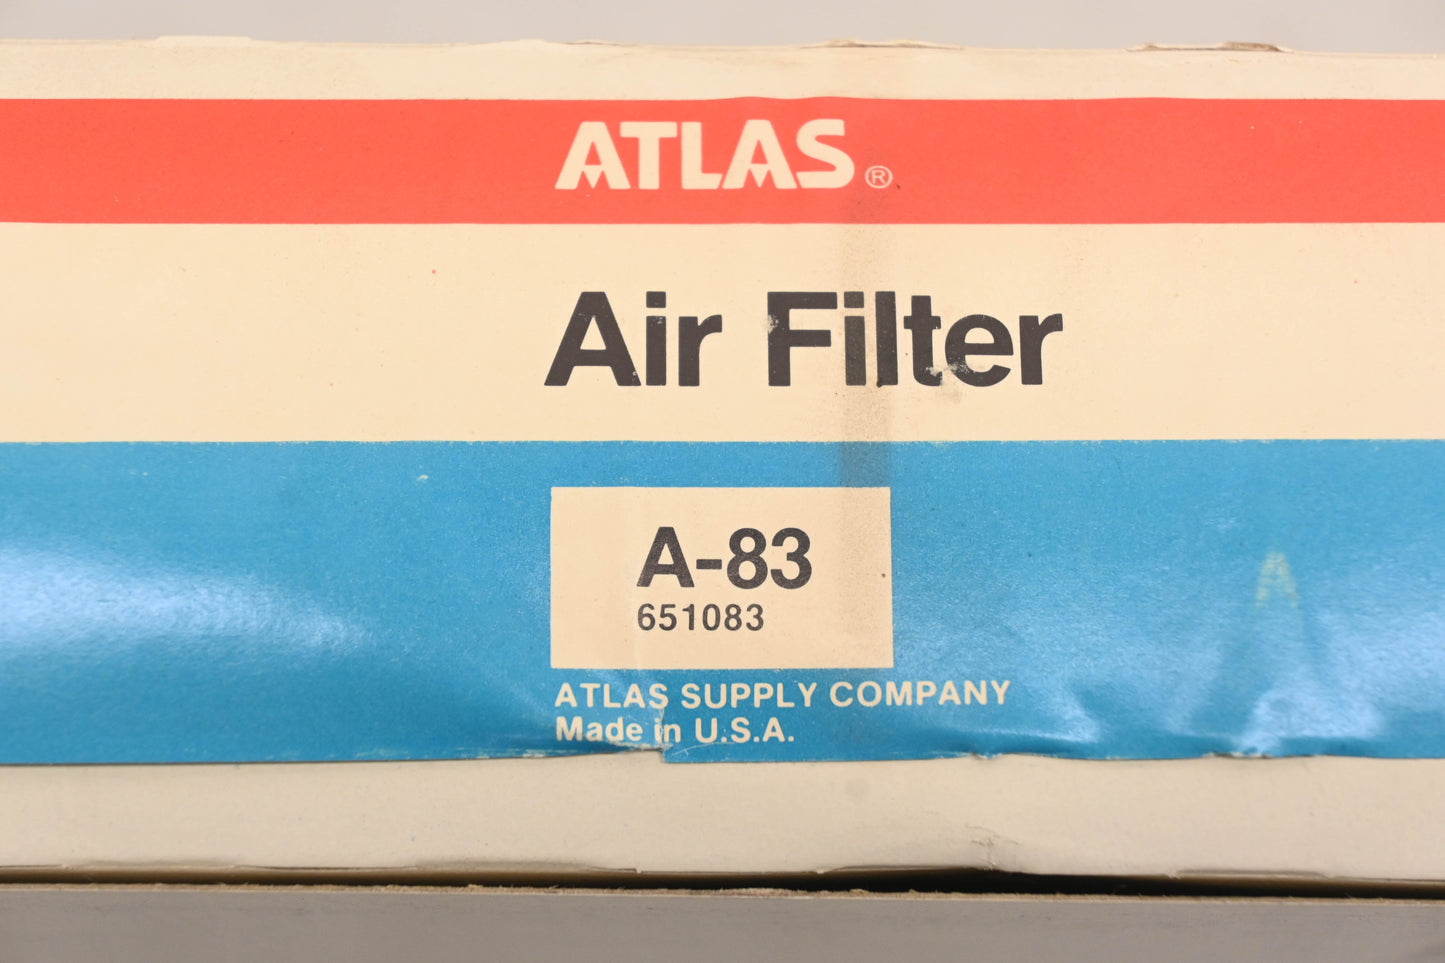 ATLAS®
Air Filter
A-83
651083
ATLAS SUPPLY COMPANY
Made in U.S.A.